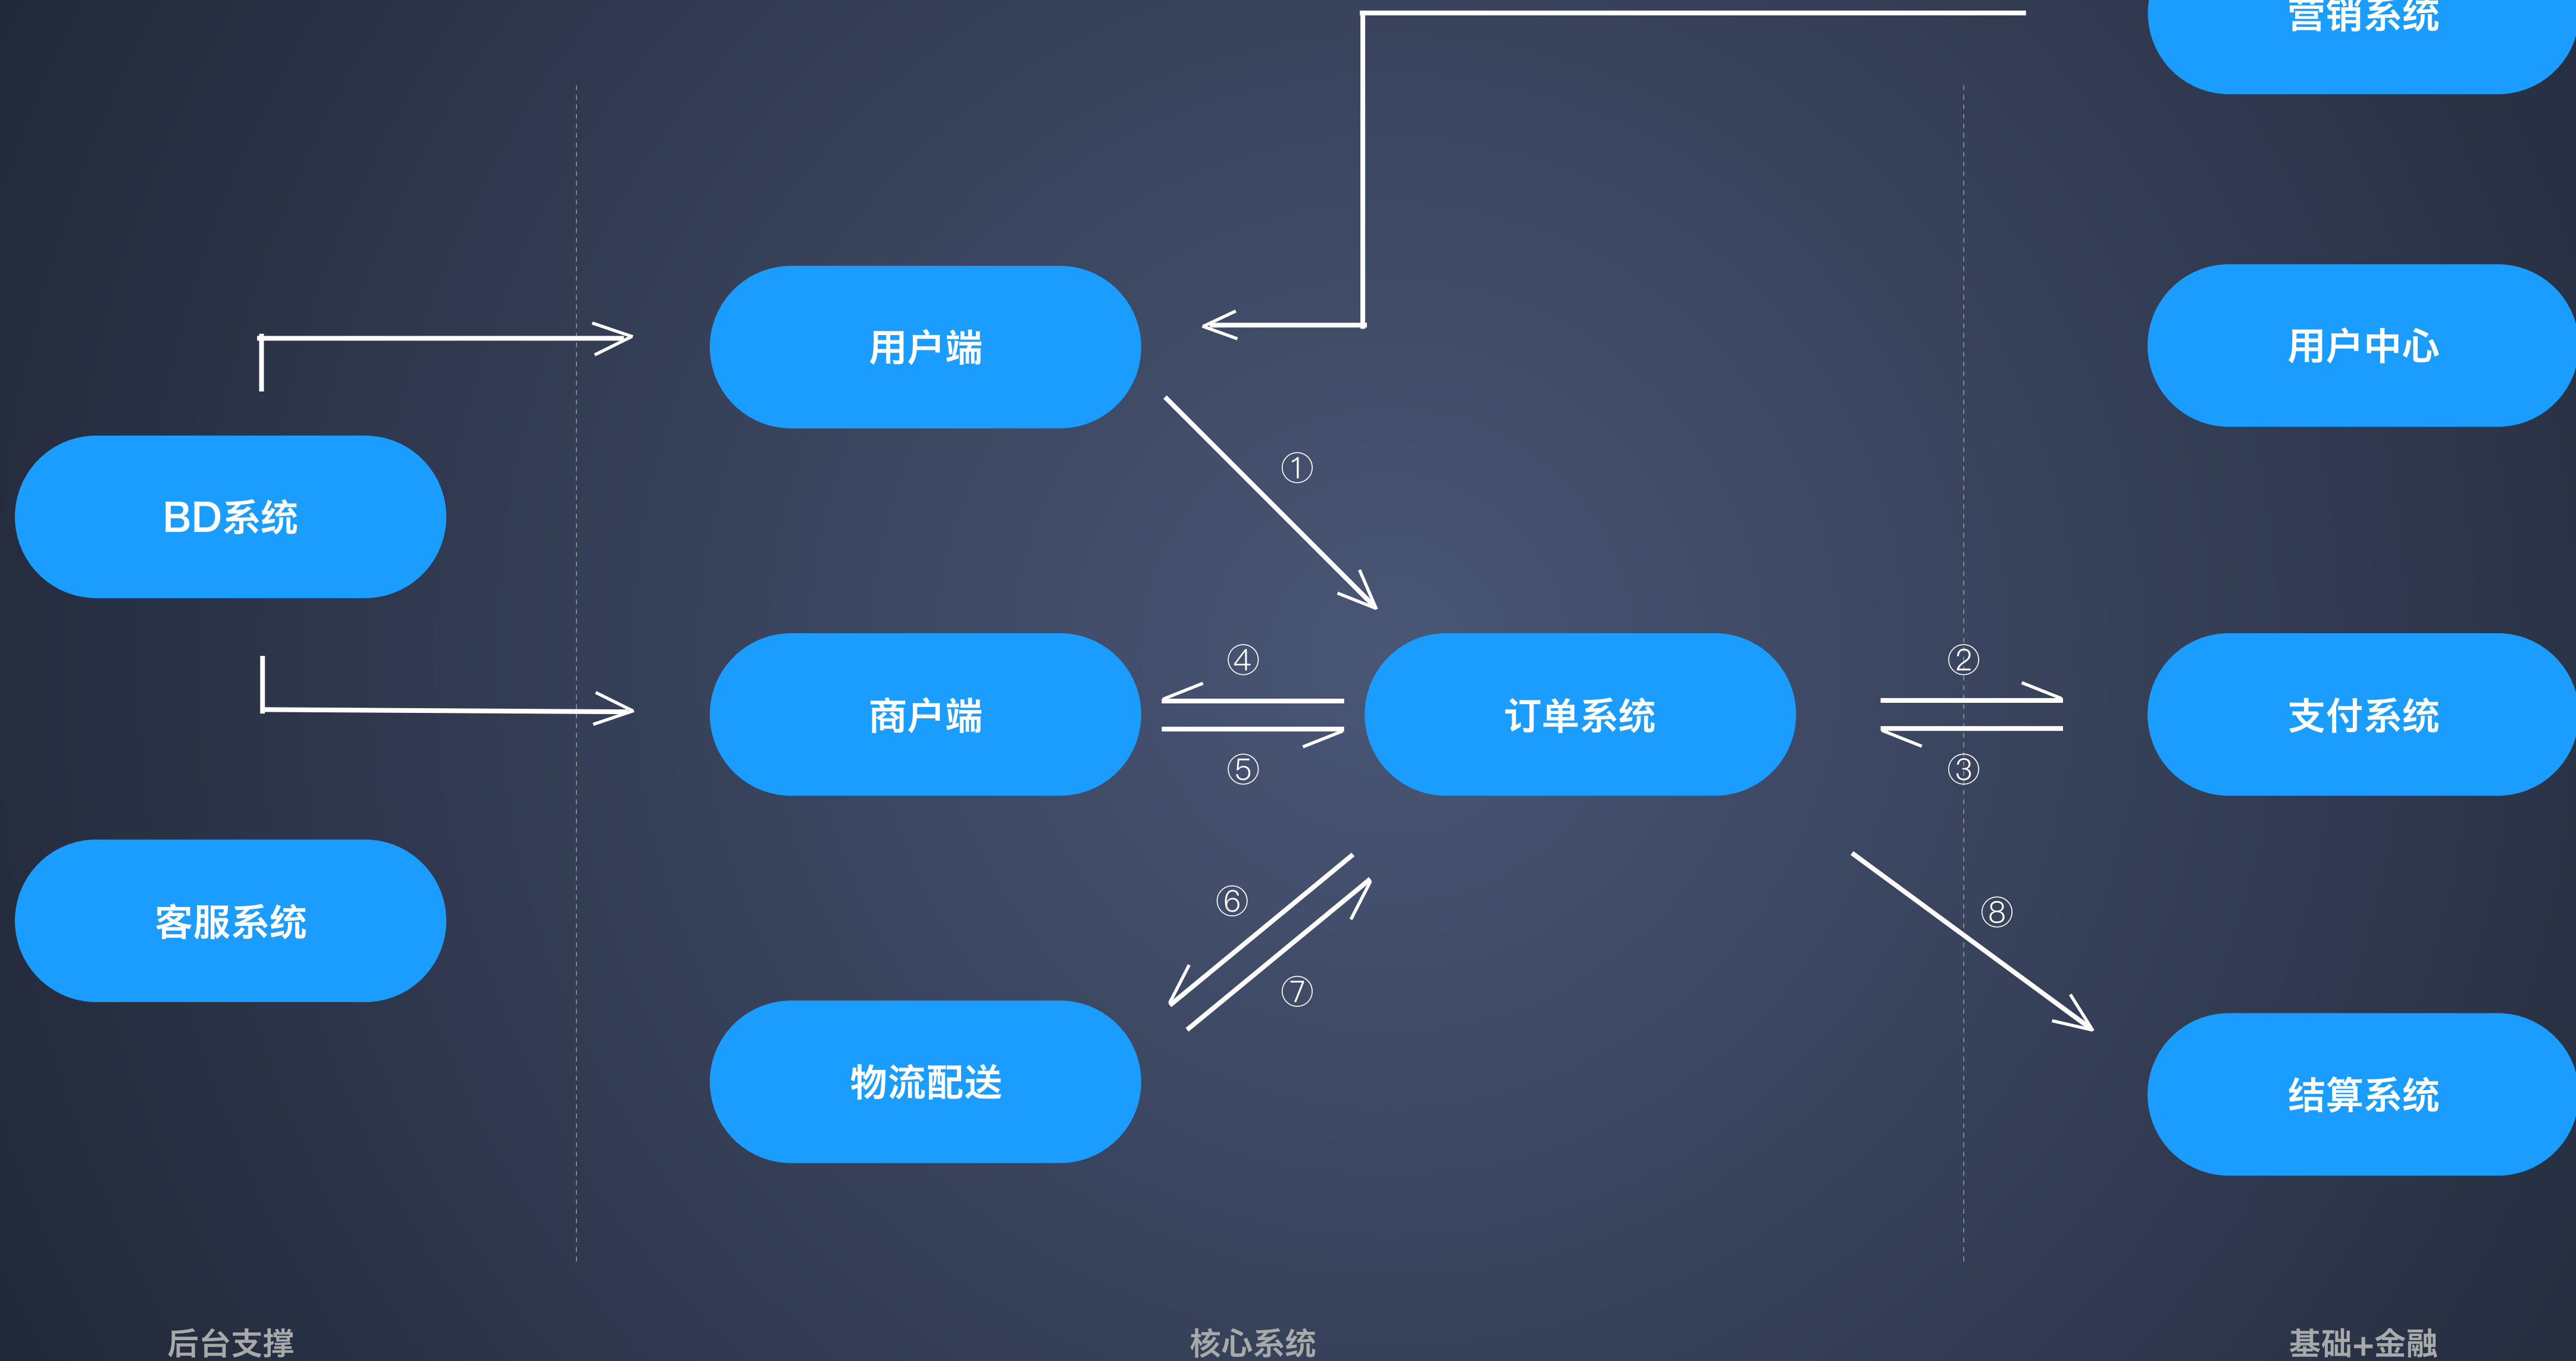 营销系统
用户端
用户中心
①
BD系统
④
②
商户端
订单系统
支付系统
⑤
③
⑥
⑧
客服系统
⑦
物流配送
结算系统
后台支撑
核心系统
基础+金融